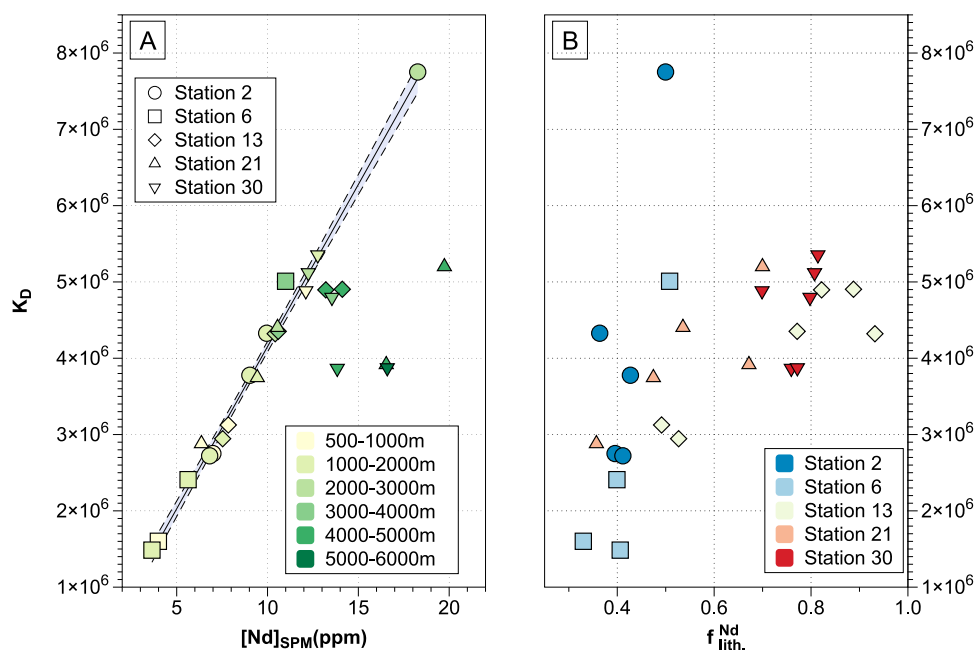 A
Station 2
Station 6
Station 13
Station 21
Station 30
500-1000m
1000-2000m
2000-3000m
3000-4000m
4000-5000m
5000-6000m
K_D
5
10
15
20
[Nd]SPM(ppm)
8×10⁶
7×10⁶
6×10⁶
5×10⁶
4×10⁶
3×10⁶
2×10⁶
1×10⁶
B
Station 2
Station 6
Station 13
Station 21
Station 30
0.4
0.6
0.8
1.0
f Nd lith.
8×10⁶
7×10⁶
6×10⁶
5×10⁶
4×10⁶
3×10⁶
2×10⁶
1×10⁶